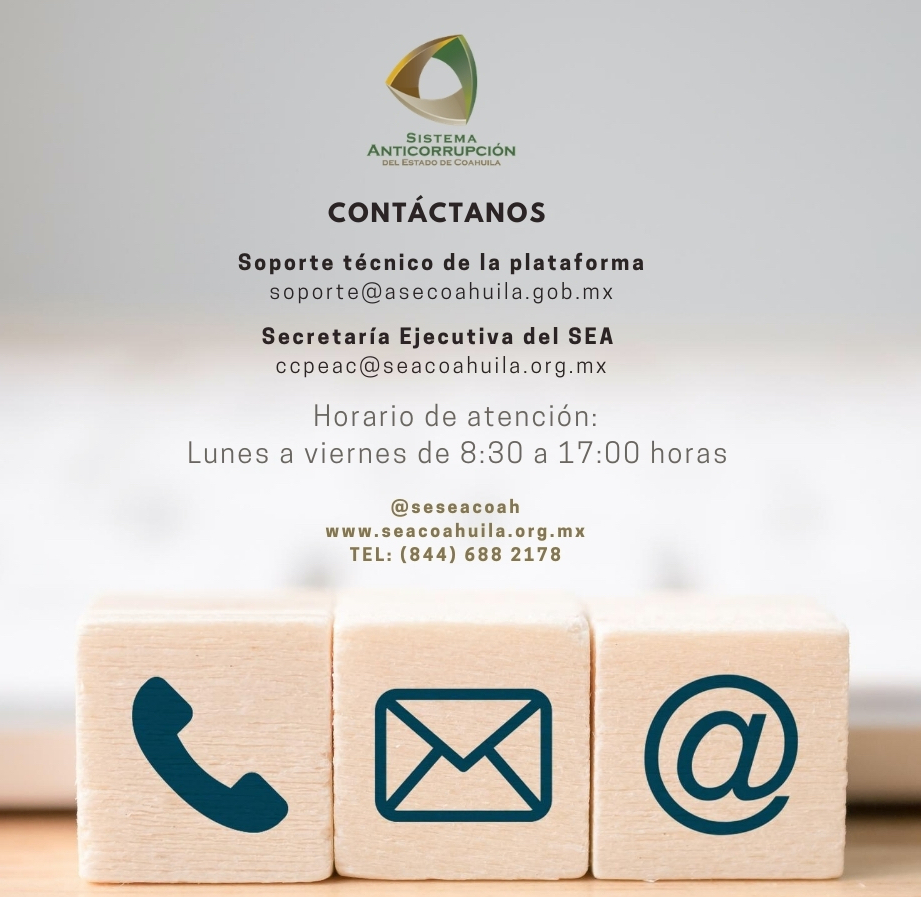 SISTEMA
ANTICORRUPCIÓN
DEL ESTADO DE COAHUILA
CONTÁCTANOS
Soporte técnico de la plataforma
soporte@asecoahuila.gob.mx
Secretaría Ejecutiva del SEA
ccpeac@seacoahuila.org.mx
Horario de atención:
Lunes a viernes de 8:30 a 17:00 horas
@seseacoah
www.seacoahuila.org.mx
TEL: (844) 688 2178
@